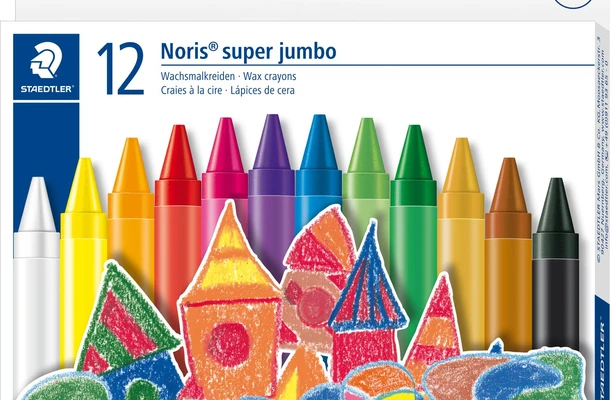 STAEDTLER
12
Noris® super jumbo
Wachsmalkreiden · Wax crayons
Craies à la cire · Lápices de cera
STAEDTLER